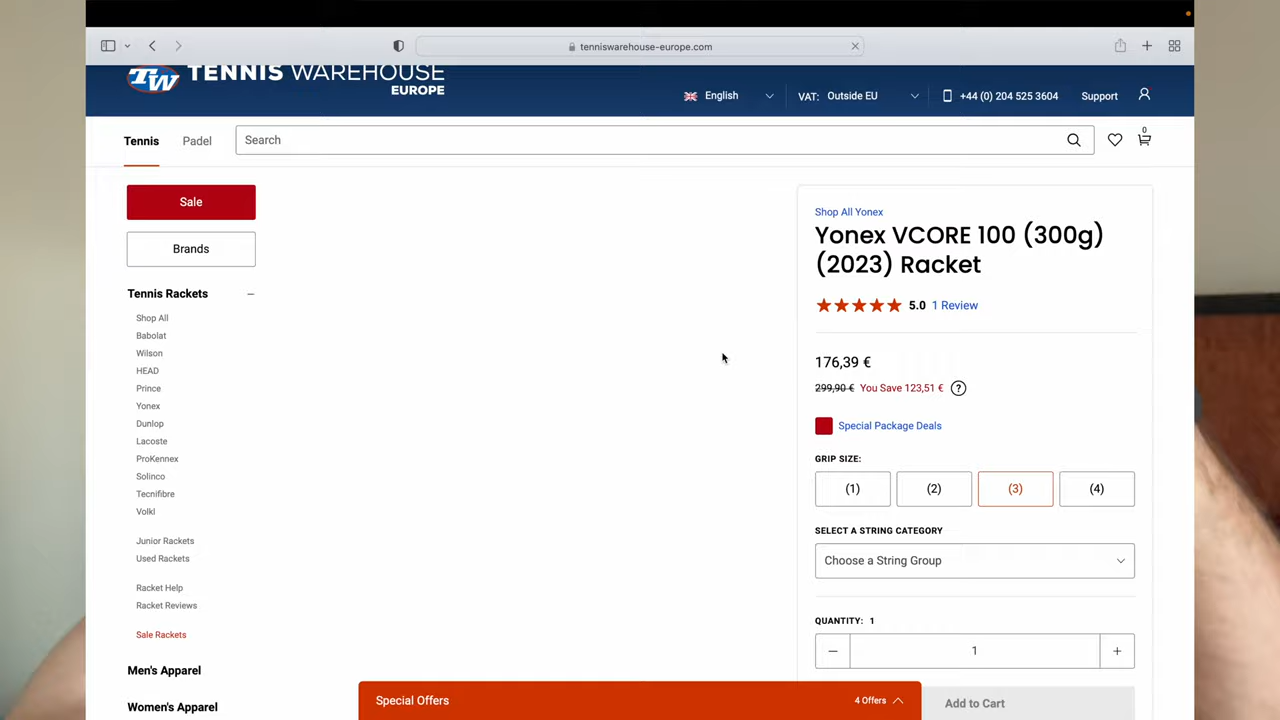 tenniswarehouse-europe.com
TW TENNIS WAREHOUSE
EUROPE
English
VAT: Outside EU
+44 (0) 204 525 3604
Support
Tennis
Padel
Search
0
Sale
Brands
Tennis Rackets
Shop All
Babolat
Wilson
HEAD
Prince
Yonex
Dunlop
Lacoste
ProKennex
Solinco
Tecnifibre
Volkl
Junior Rackets
Used Rackets
Racket Help
Racket Reviews
Sale Rackets
Men's Apparel
Women's Apparel
Shop All Yonex
Yonex VCORE 100 (300g)
(2023) Racket
5.0 1 Review
176,39 €
299,90 € You Save 123,51 € ?
Special Package Deals
GRIP SIZE:
(1) (2) (3) (4)
SELECT A STRING CATEGORY
Choose a String Group
QUANTITY: 1
− 1 +
Add to Cart
Special Offers 4 Offers